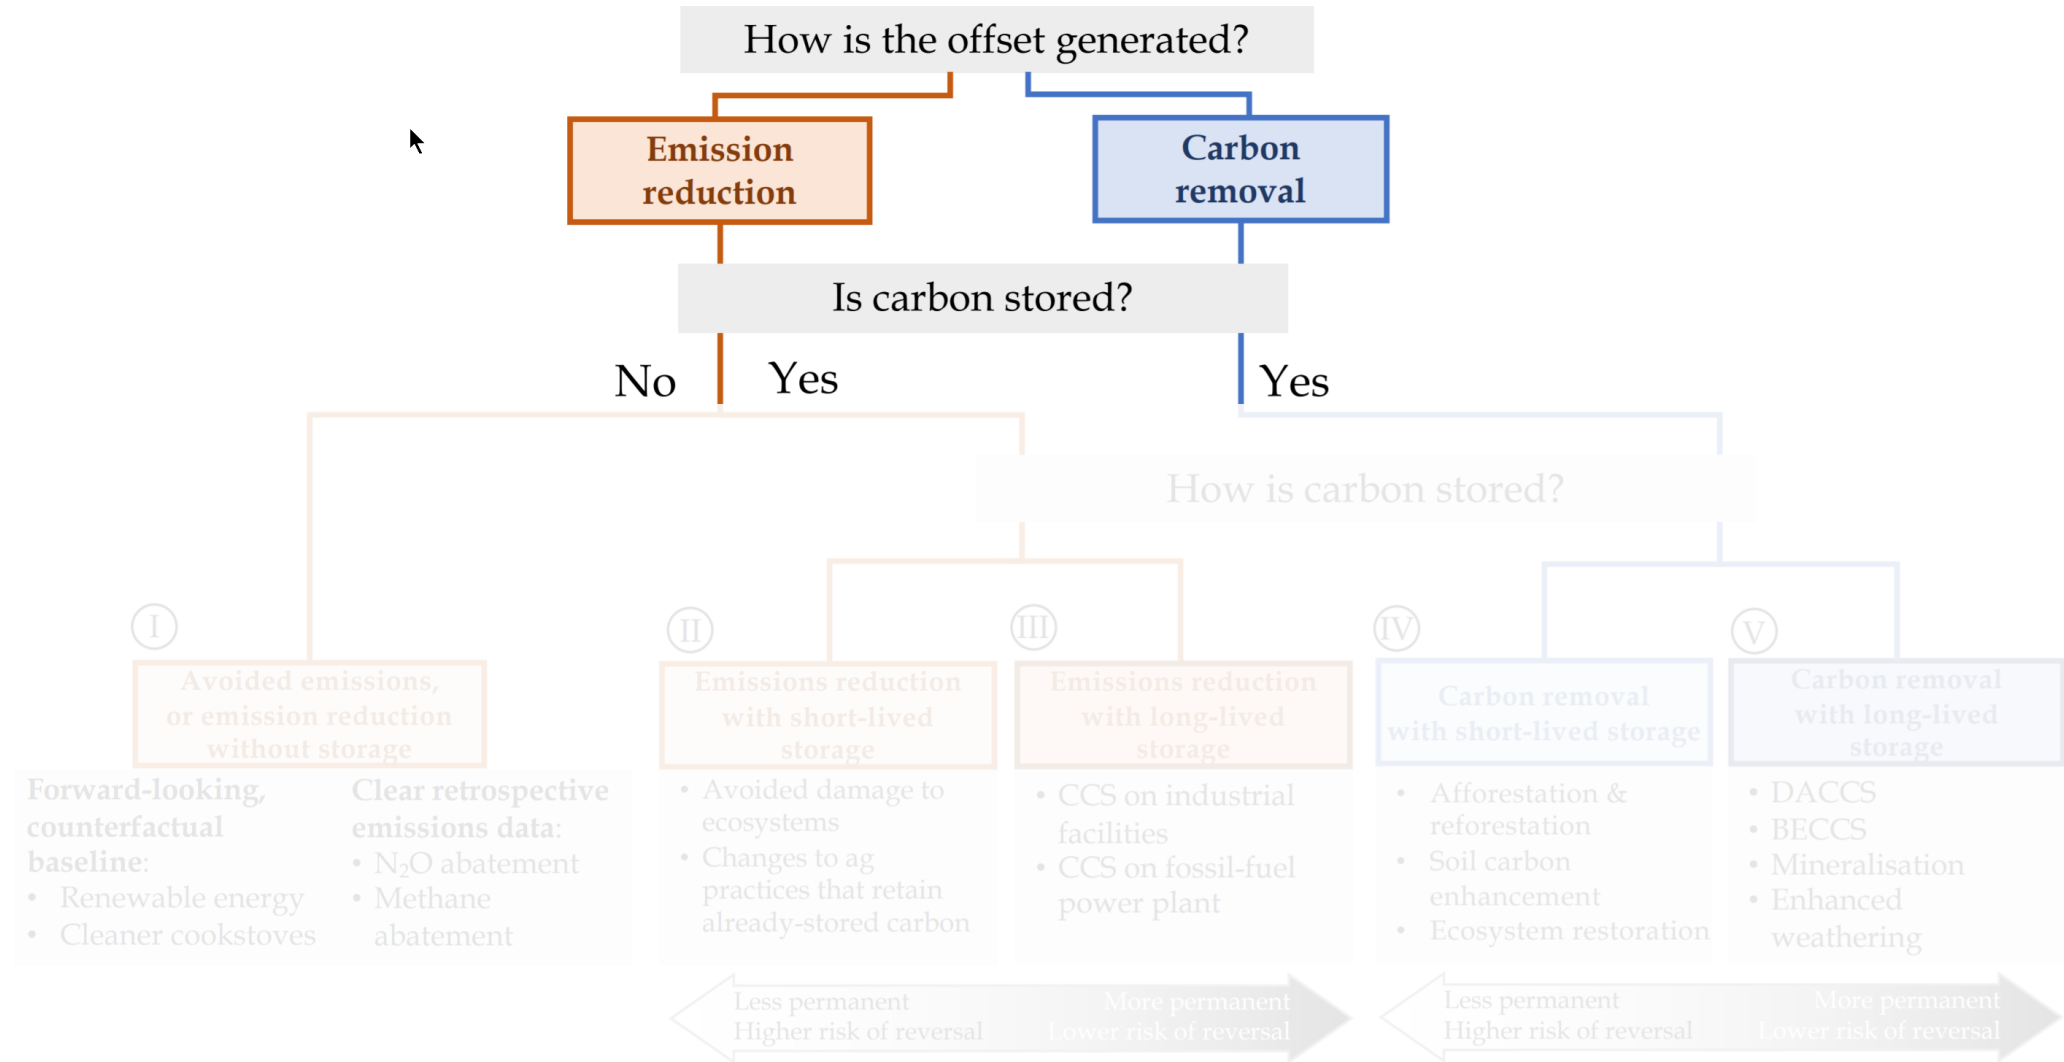 How is the offset generated?
Emission
reduction
Carbon
removal
Is carbon stored?
No
Yes
Yes
How is carbon stored?
I
Avoided emissions,
or emission reduction
without storage
Forward-looking,
counterfactual
baseline:
• Renewable energy
• Cleaner cookstoves
Clear retrospective
emissions data:
• N₂O abatement
• Methane
abatement
II
Emissions reduction
with short-lived
storage
• Avoided damage to
ecosystems
• Changes to ag
practices that retain
already-stored carbon
III
Emissions reduction
with long-lived
storage
• CCS on industrial
facilities
• CCS on fossil-fuel
power plant
IV
Carbon removal
with short-lived storage
• Afforestation &
reforestation
• Soil carbon
enhancement
• Ecosystem restoration
V
Carbon removal
with long-lived
storage
• DACCS
• BECCS
• Mineralisation
• Enhanced
weathering
Less permanent
Higher risk of reversal
More permanent
Lower risk of reversal
Less permanent
Higher risk of reversal
More permanent
Lower risk of reversal